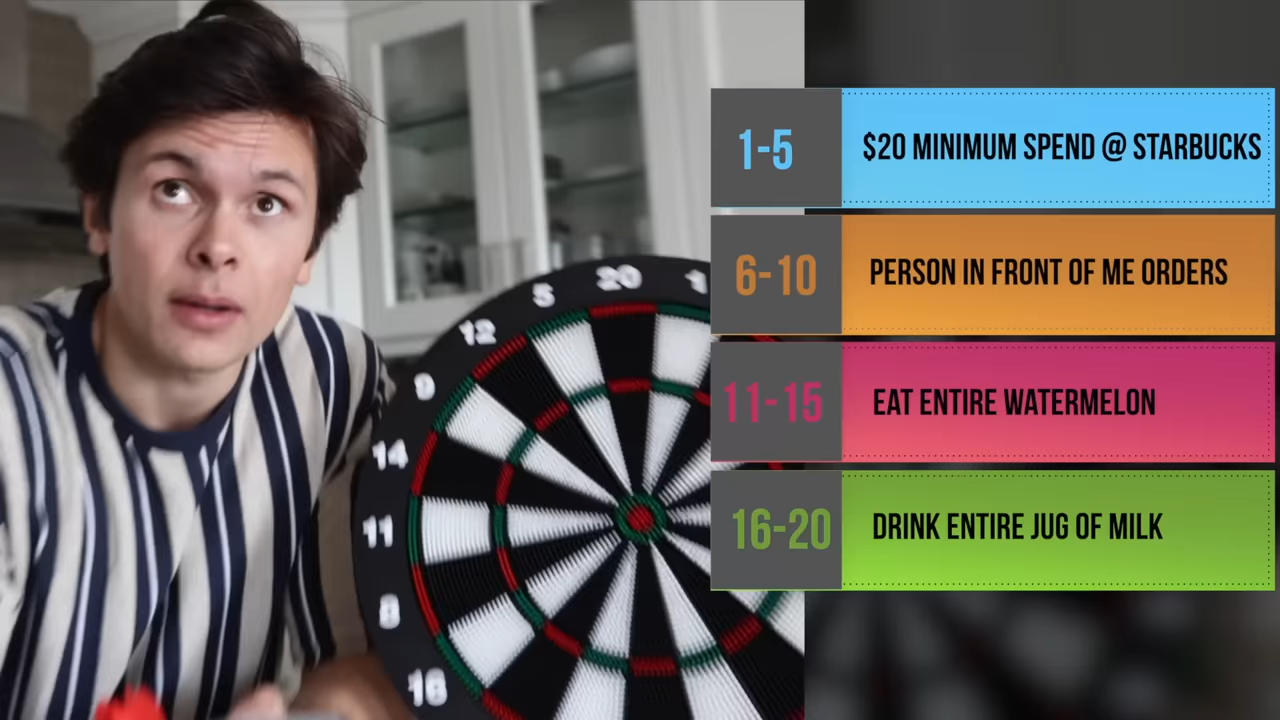 1-5 $20 MINIMUM SPEND @ STARBUCKS
6-10 PERSON IN FRONT OF ME ORDERS
11-15 EAT ENTIRE WATERMELON
16-20 DRINK ENTIRE JUG OF MILK
20
5
12
9
14
11
8
16